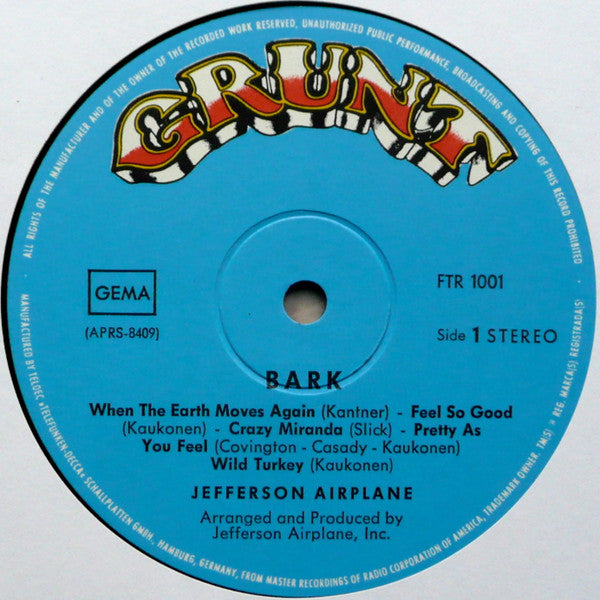 ALL RIGHTS OF THE MANUFACTURER AND OF THE OWNER OF THE RECORDED WORK RESERVED, UNAUTHORIZED PUBLIC PERFORMANCE, BROADCASTING AND COPYING OF THIS RECORD PROHIBITED
GRUNT
GEMA
(APRS-8409)
FTR 1001
Side 1 STEREO
BARK
When The Earth Moves Again (Kantner) - Feel So Good
(Kaukonen) - Crazy Miranda (Slick) - Pretty As
You Feel (Covington - Casady - Kaukonen)
Wild Turkey (Kaukonen)
JEFFERSON AIRPLANE
Arranged and Produced by
Jefferson Airplane, Inc.
MANUFACTURED BY TELDEC »TELEFUNKEN-DECCA« SCHALLPLATTEN GMBH., HAMBURG, GERMANY, FROM MASTER RECORDINGS OF RADIO CORPORATION OF AMERICA, TRADEMARK OWNER. TM(S) ® REG. MARCA(S) REGISTRADA(S)